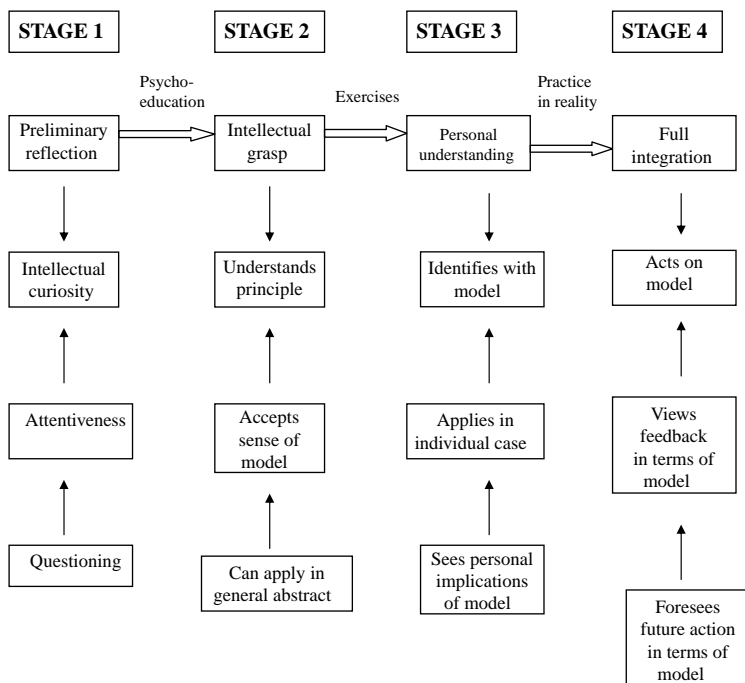 STAGE 1
STAGE 2
STAGE 3
STAGE 4
Psycho-
education
Exercises
Practice
in reality
Preliminary
reflection
Intellectual
grasp
Personal
understanding
Full
integration
Intellectual
curiosity
Understands
principle
Identifies with
model
Acts on
model
Attentiveness
Accepts
sense of
model
Applies in
individual case
Views
feedback
in terms of
model
Questioning
Can apply in
general abstract
Sees personal
implications
of model
Foresees
future action
in terms of
model